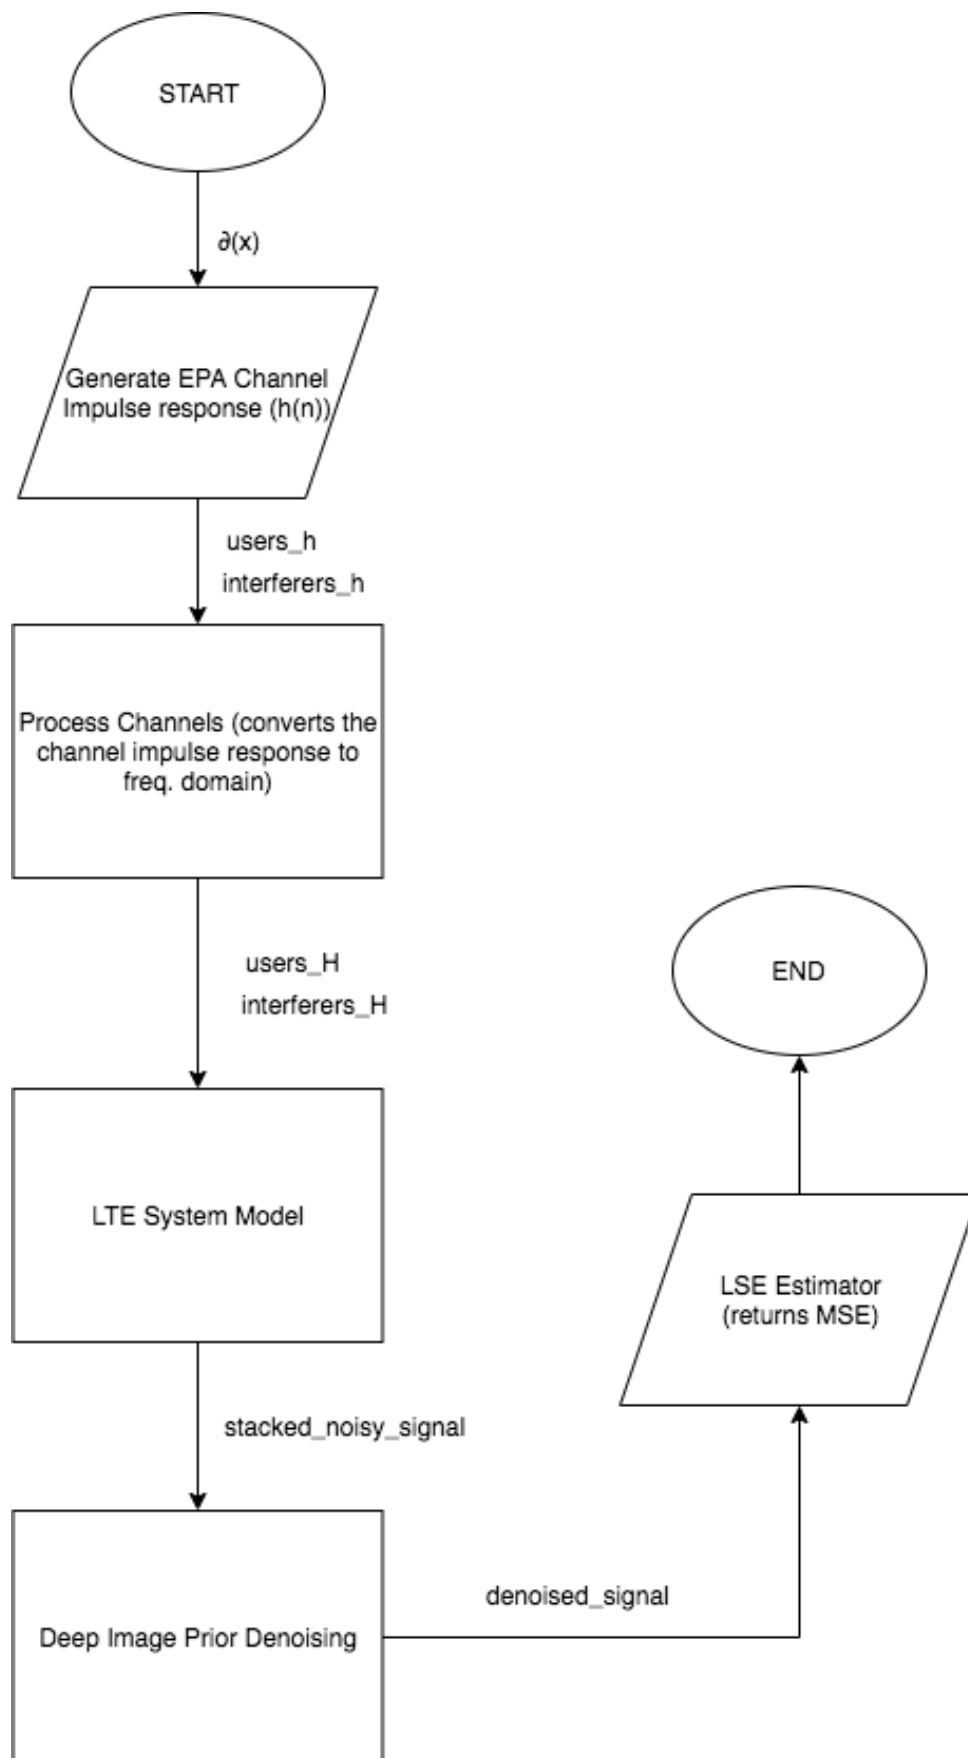 START
∂(x)
Generate EPA Channel
Impulse response (h(n))
users_h
interferers_h
Process Channels (converts the
channel impulse response to
freq. domain)
users_H
interferers_H
LTE System Model
stacked_noisy_signal
Deep Image Prior Denoising
denoised_signal
LSE Estimator
(returns MSE)
END